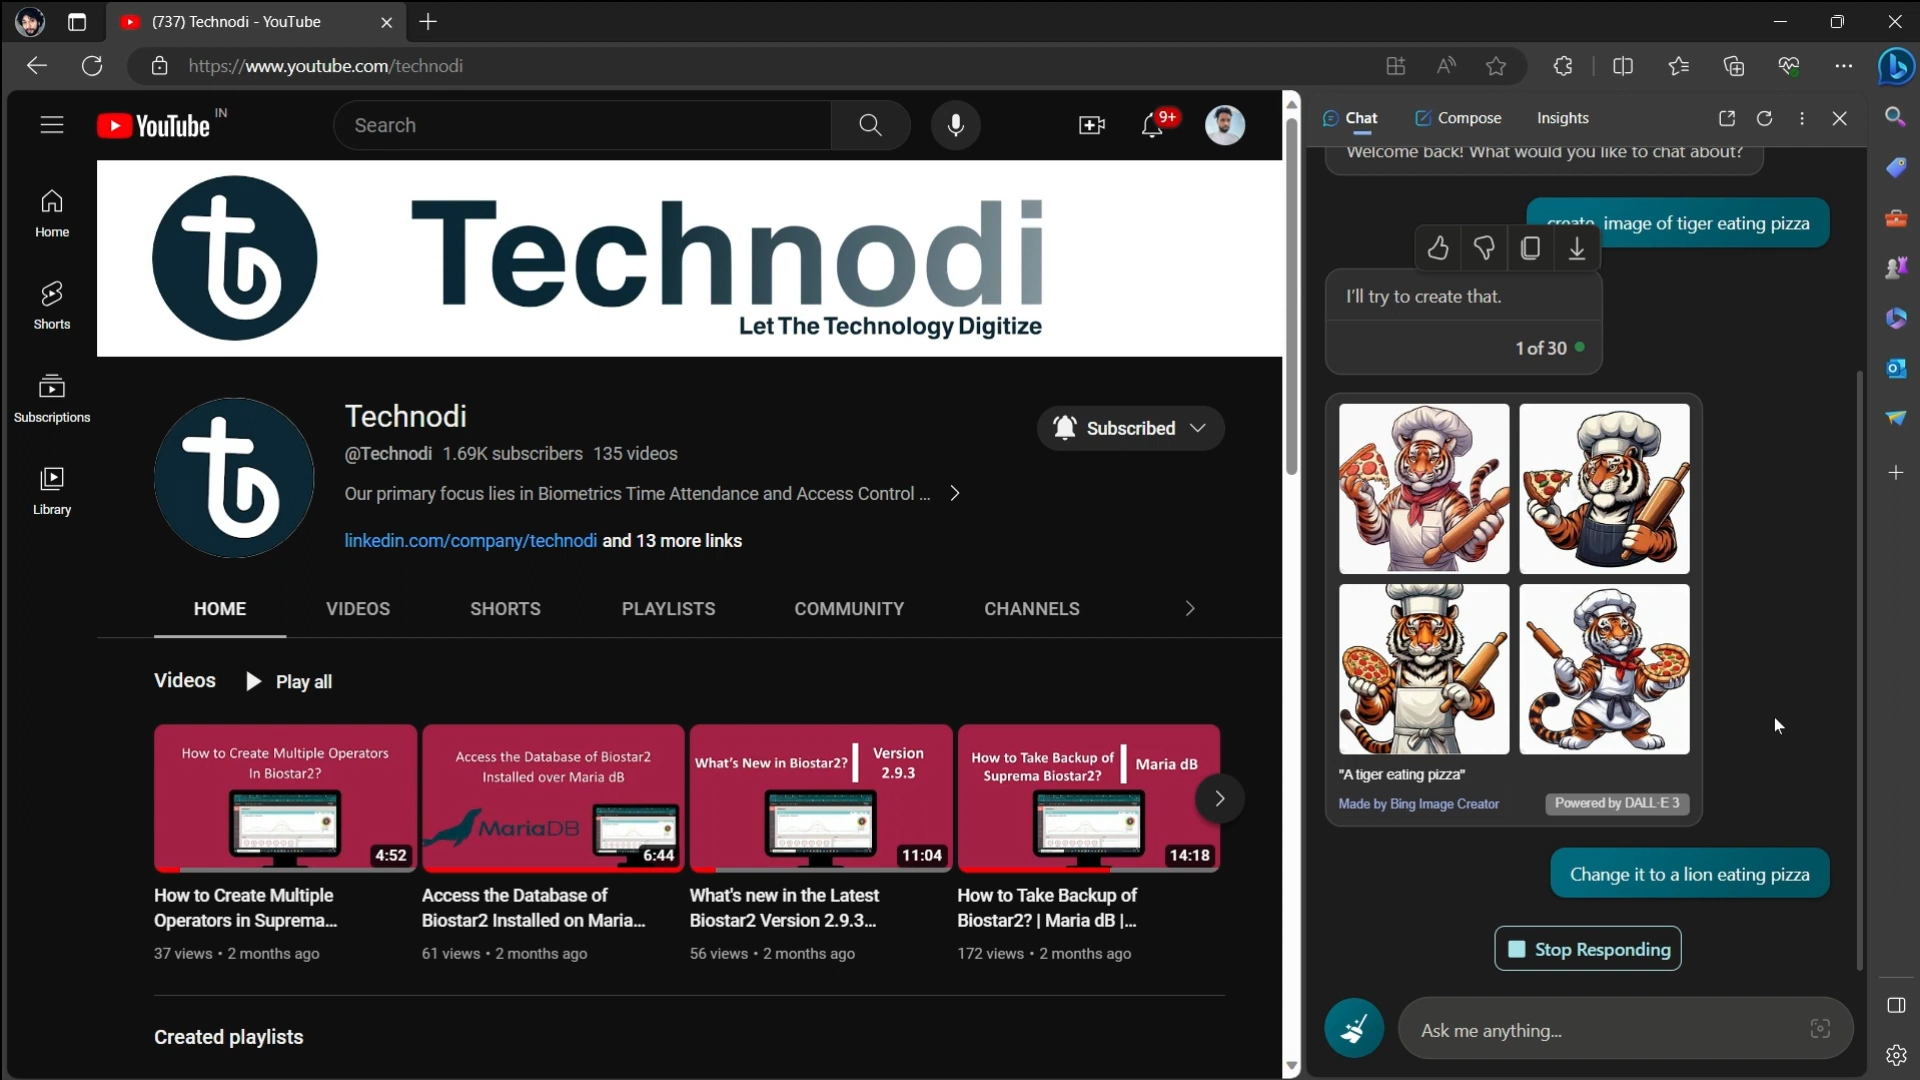 (737) Technodi - YouTube
https://www.youtube.com/technodi
YouTube IN
Search
9+
Home
Shorts
Subscriptions
Library
Technodi
Let The Technology Digitize
Technodi
@Technodi 1.69K subscribers 135 videos
Our primary focus lies in Biometrics Time Attendance and Access Control ...
linkedin.com/company/technodi and 13 more links
Subscribed
HOME VIDEOS SHORTS PLAYLISTS COMMUNITY CHANNELS
Videos Play all
How to Create Multiple Operators
In Biostar2?
4:52
How to Create Multiple
Operators in Suprema...
37 views • 2 months ago
Access the Database of Biostar2
Installed over Maria dB
MariaDB
6:44
Access the Database of
Biostar2 Installed on Maria...
61 views • 2 months ago
What's New in Biostar2? Version
2.9.3
11:04
What's new in the Latest
Biostar2 Version 2.9.3...
56 views • 2 months ago
How to Take Backup of
Suprema Biostar2? Maria dB
14:18
How to Take Backup of
Biostar2? | Maria dB |...
172 views • 2 months ago
Created playlists
Chat Compose Insights
Welcome back! What would you like to chat about?
create image of tiger eating pizza
I'll try to create that.
1 of 30
"A tiger eating pizza"
Made by Bing Image Creator Powered by DALL·E 3
Change it to a lion eating pizza
Stop Responding
Ask me anything...